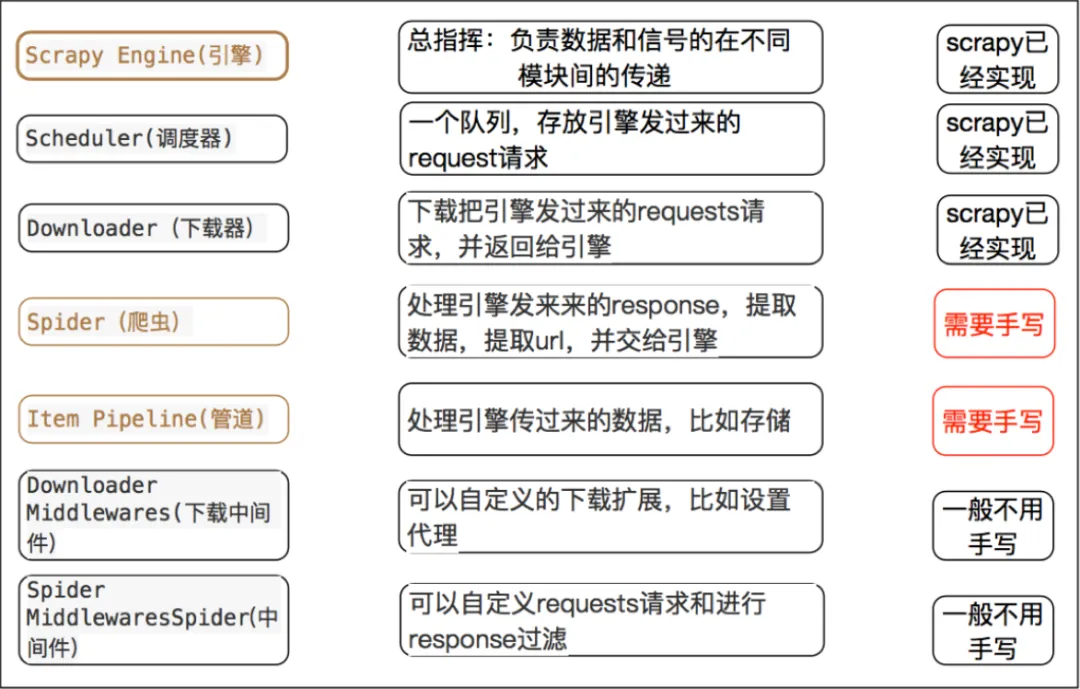 Scrapy Engine(引擎)
总指挥：负责数据和信号的在不同
模块间的传递
scrapy已
经实现
Scheduler(调度器)
一个队列，存放引擎发过来的
request请求
scrapy已
经实现
Downloader（下载器）
下载把引擎发过来的requests请
求，并返回给引擎
scrapy已
经实现
Spider（爬虫）
处理引擎发来来的response，提取
数据，提取url，并交给引擎
需要手写
Item Pipeline(管道)
处理引擎传过来的数据，比如存储
需要手写
Downloader
Middlewares(下载中间
件)
可以自定义的下载扩展，比如设置
代理
一般不用
手写
Spider
MiddlewaresSpider(中
间件)
可以自定义requests请求和进行
response过滤
一般不用
手写